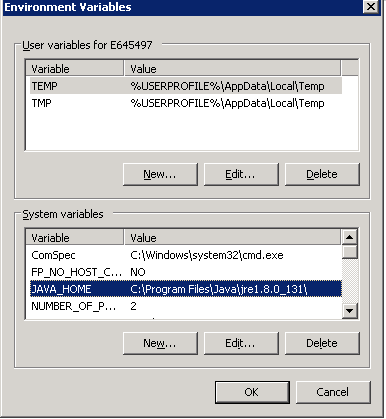 Environment Variables
User variables for E645497
Variable Value
TEMP %USERPROFILE%\AppData\Local\Temp
TMP %USERPROFILE%\AppData\Local\Temp
New... Edit... Delete
System variables
Variable Value
ComSpec C:\Windows\system32\cmd.exe
FP_NO_HOST_C... NO
JAVA_HOME C:\Program Files\Java\jre1.8.0_131\
NUMBER_OF_P... 2
New... Edit... Delete
OK Cancel